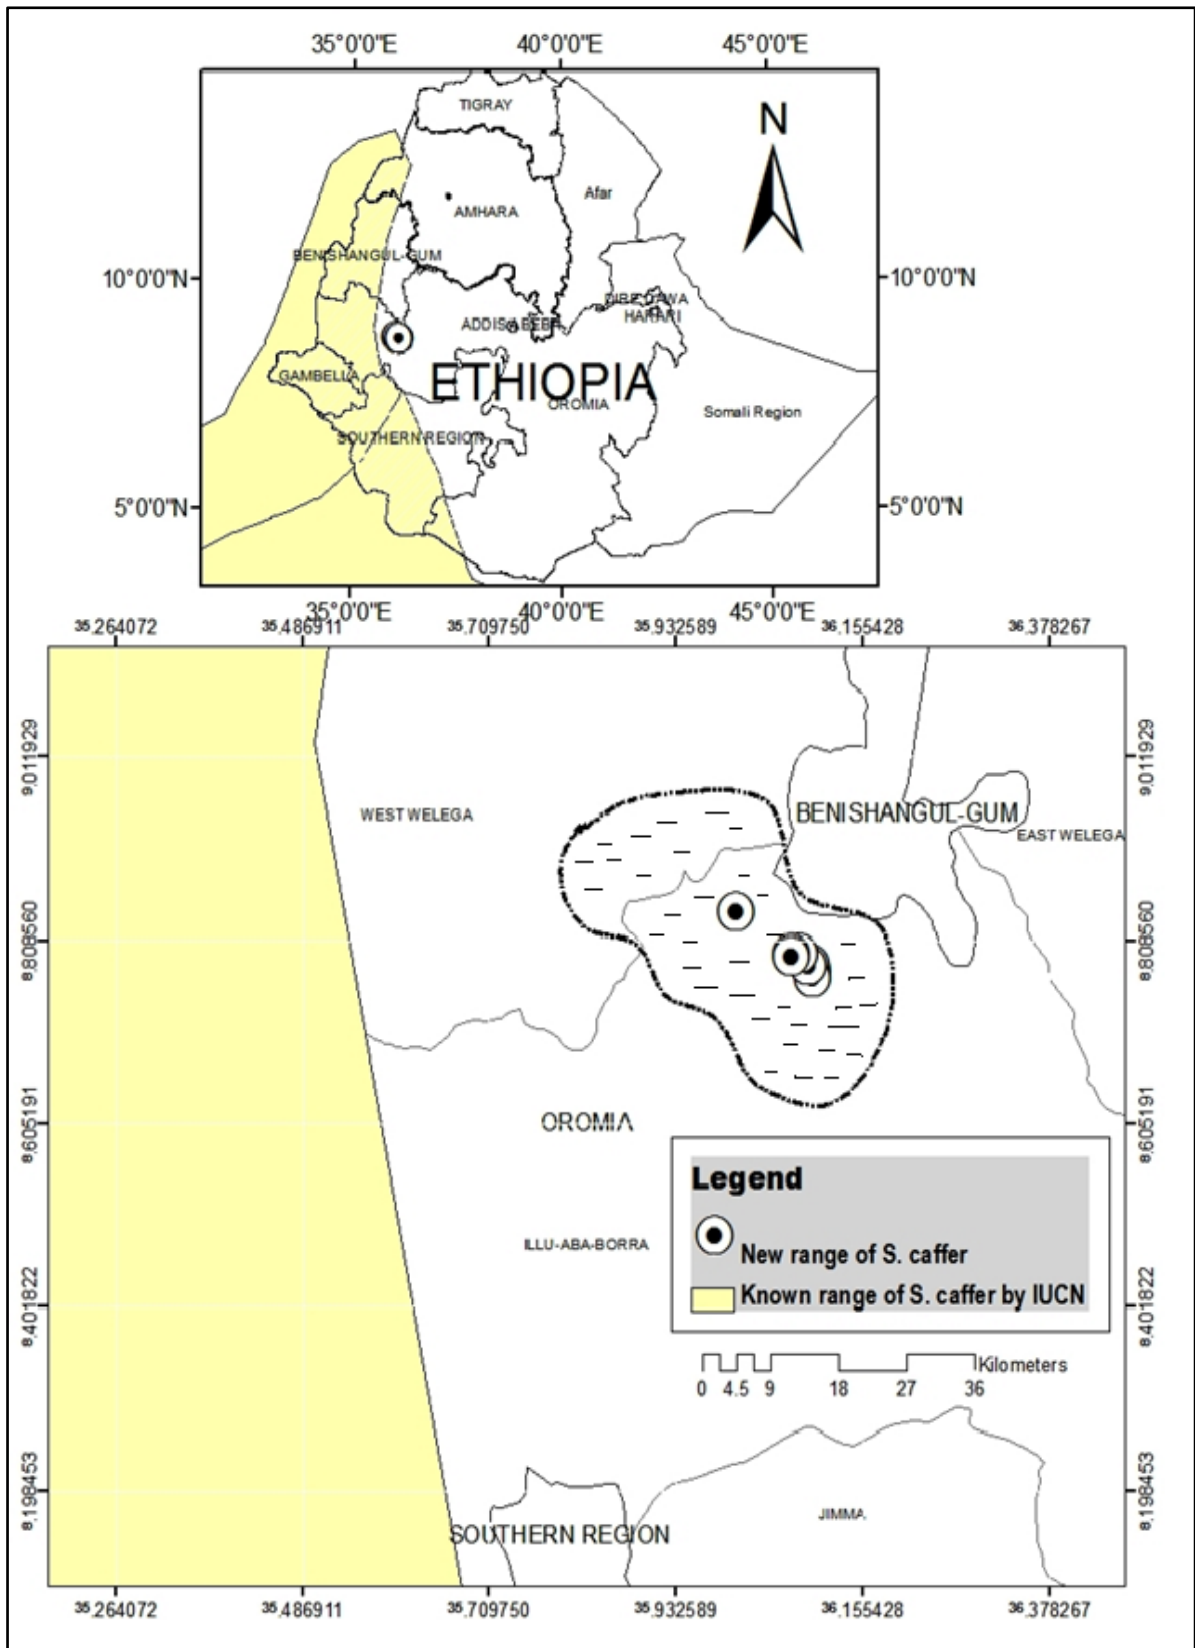 35°0'0"E 40°0'0"E 45°0'0"E
N
TIGRAY
Afar
AMHARA
BENISHANGUL-GUM
10°0'0"N 10°0'0"N
DIRE DAWA
HARARI
ADDIS ABEBA
GAMBELLA
ETHIOPIA
OROMIA
Somali Region
SOUTHERN REGION
5°0'0"N 5°0'0"N
35°0'0"E 40°0'0"E 45°0'0"E
35.264072 35.486911 35.709750 35.932589 36.155428 36.378267
9.011929 9.011929
WEST WELEGA
BENISHANGUL-GUM
EAST WELEGA
8.808560 8.808560
8.605191 8.605191
OROMIA
Legend
ILLU-ABA-BORRA
New range of S. caffer
Known range of S. caffer by IUCN
8.401822 8.401822
Kilometers
0 4.5 9 18 27 36
8.198453 8.198453
JIMMA
SOUTHERN REGION
35.264072 35.486911 35.709750 35.932589 36.155428 36.378267